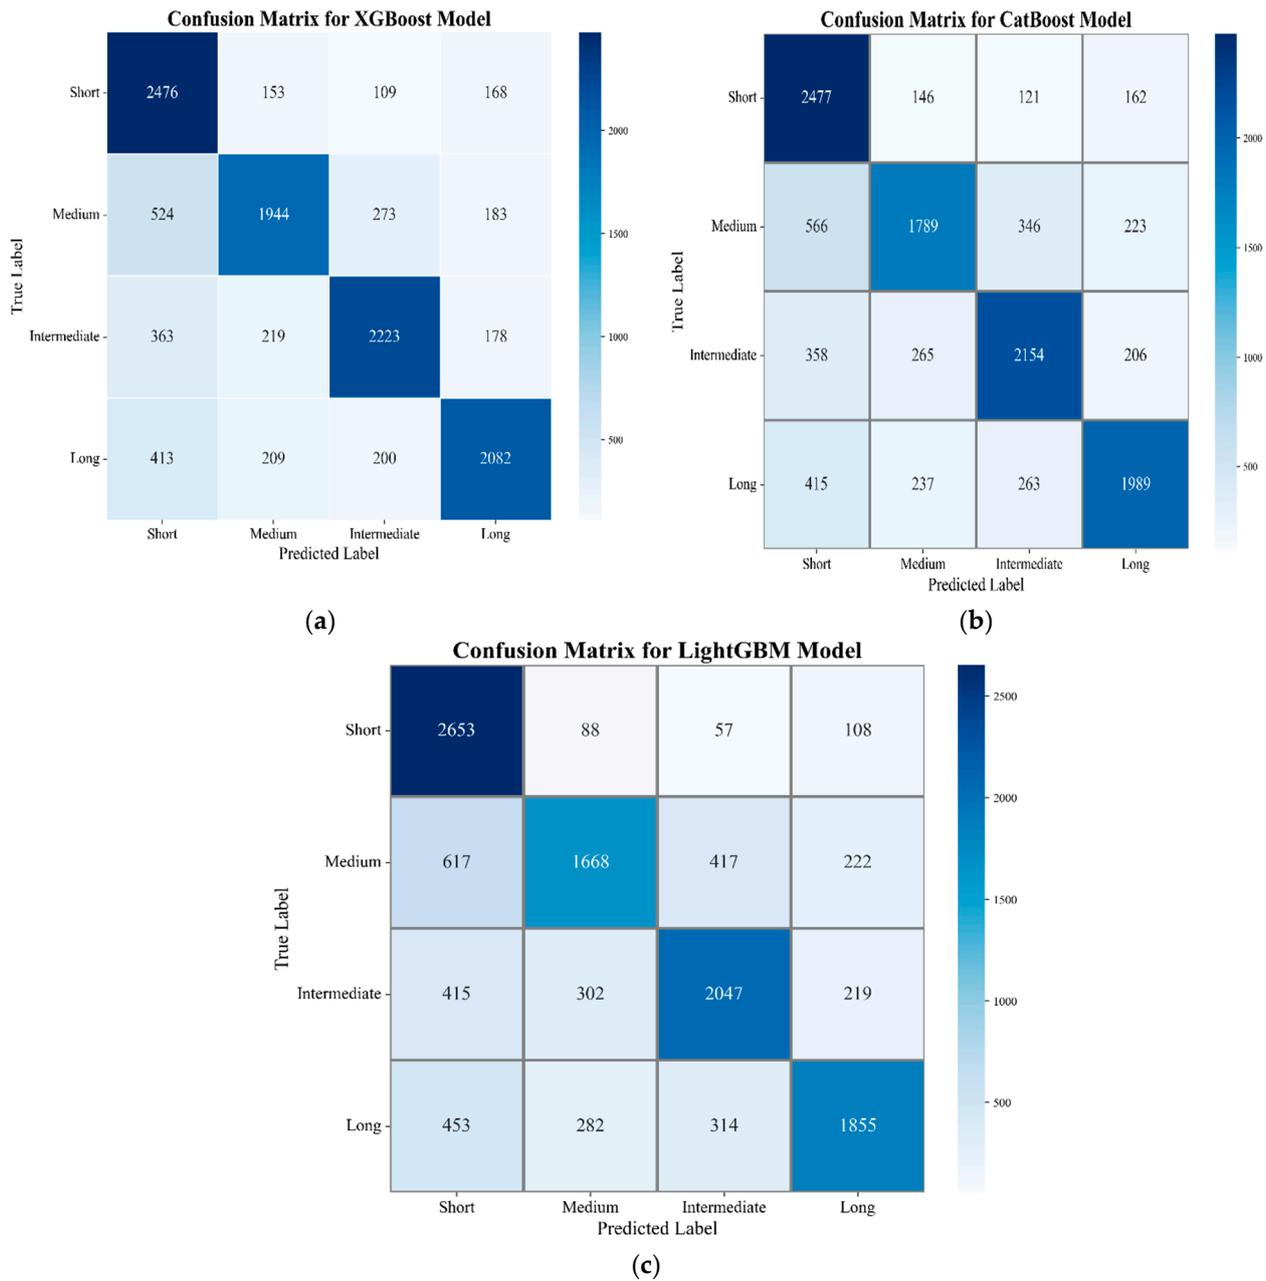 Confusion Matrix for XGBoost Model
Short 2476 153 109 168
2000
Medium 524 1944 273 183
1500
True Label
1000
Intermediate 363 219 2223 178
500
Long 413 209 200 2082
Short Medium Intermediate Long
Predicted Label
(a)
Confusion Matrix for CatBoost Model
Short 2477 146 121 162
2000
Medium 566 1789 346 223
1500
True Label
1000
Intermediate 358 265 2154 206
500
Long 415 237 263 1989
Short Medium Intermediate Long
Predicted Label
(b)
Confusion Matrix for LightGBM Model
2500
Short 2653 88 57 108
2000
Medium 617 1668 417 222
1500
True Label
Intermediate 415 302 2047 219
1000
500
Long 453 282 314 1855
Short Medium Intermediate Long
Predicted Label
(c)